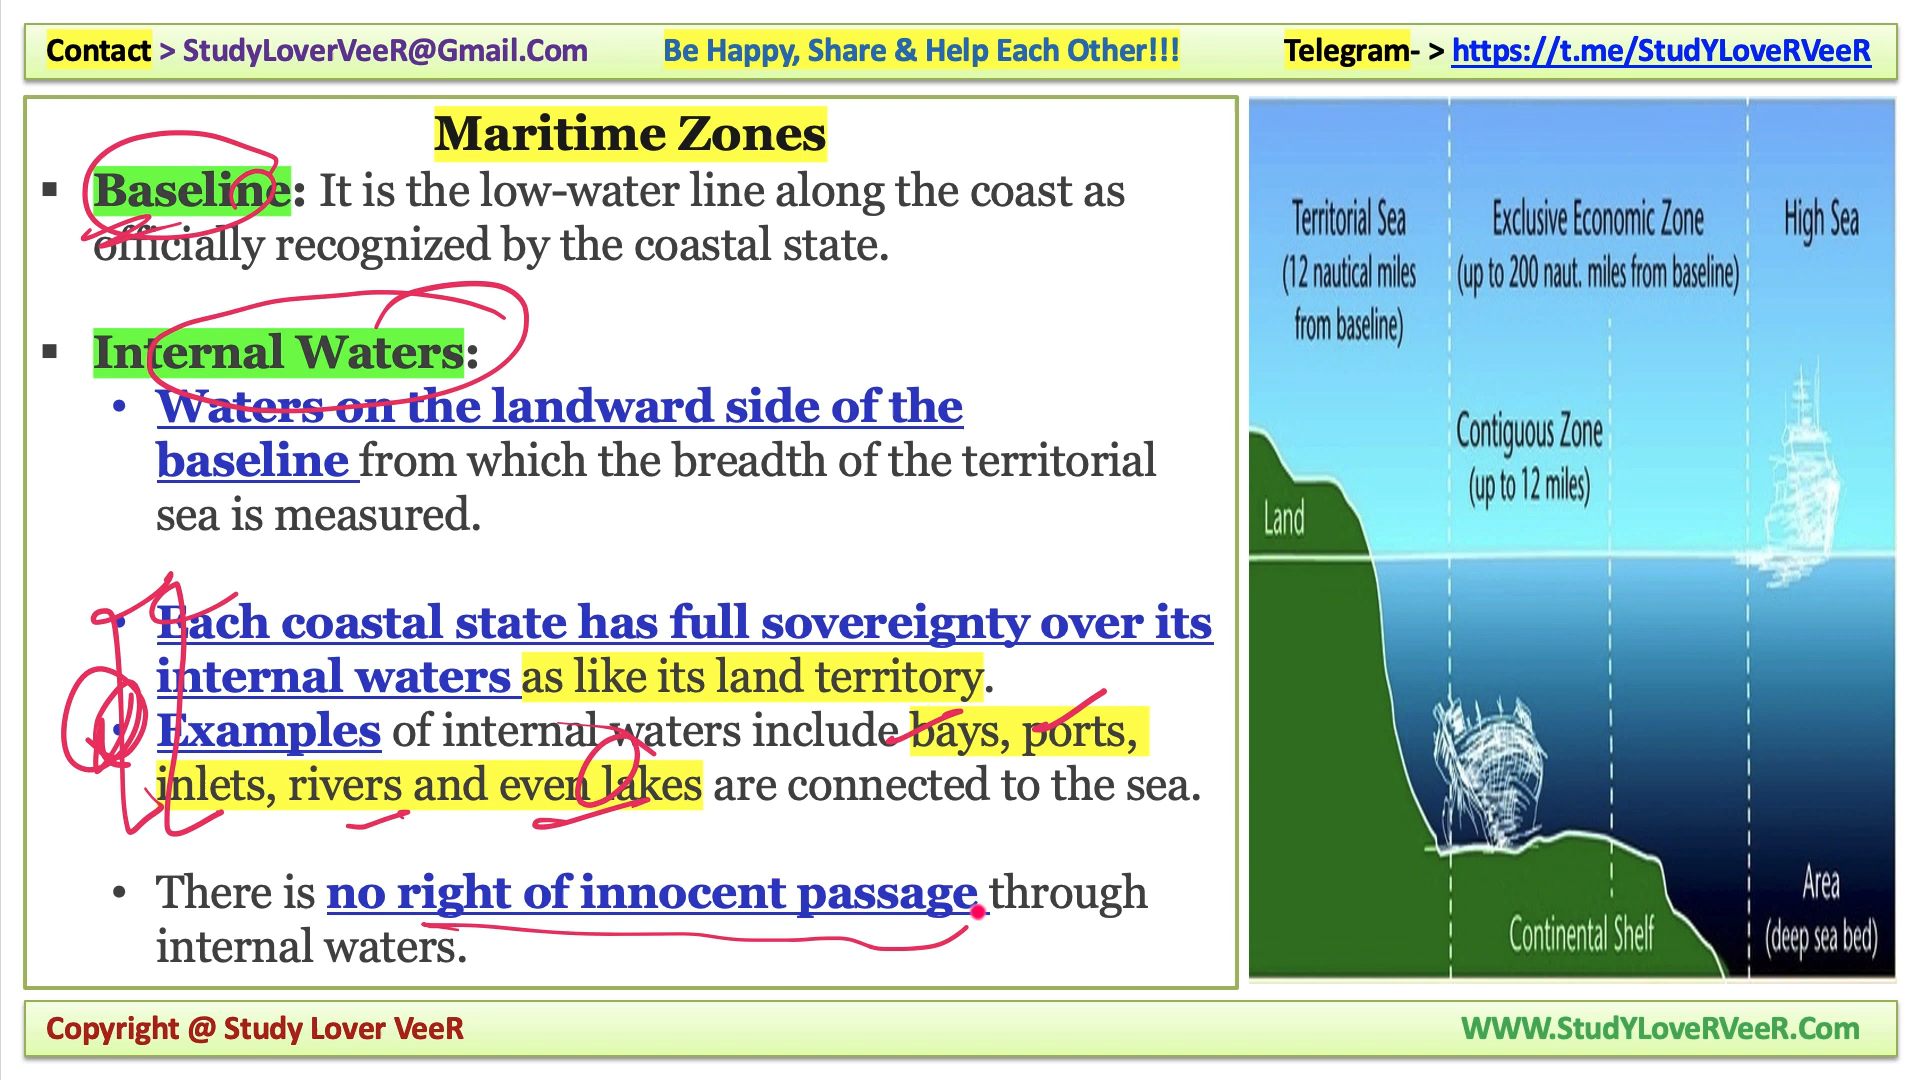 Contact > StudyLoverVeeR@Gmail.Com Be Happy, Share & Help Each Other!!! Telegram- > https://t.me/StudYLoveRVeeR
Maritime Zones
▪ Baseline: It is the low-water line along the coast as
officially recognized by the coastal state.
▪ Internal Waters:
• Waters on the landward side of the
baseline from which the breadth of the territorial
sea is measured.
• Each coastal state has full sovereignty over its
internal waters as like its land territory.
• Examples of internal waters include bays, ports,
inlets, rivers and even lakes are connected to the sea.
• There is no right of innocent passage through
internal waters.
Territorial Sea
(12 nautical miles
from baseline)
Exclusive Economic Zone
(up to 200 naut. miles from baseline)
High Sea
Contiguous Zone
(up to 12 miles)
Land
Continental Shelf
Area
(deep sea bed)
Copyright @ Study Lover VeeR WWW.StudYLoveRVeeR.Com